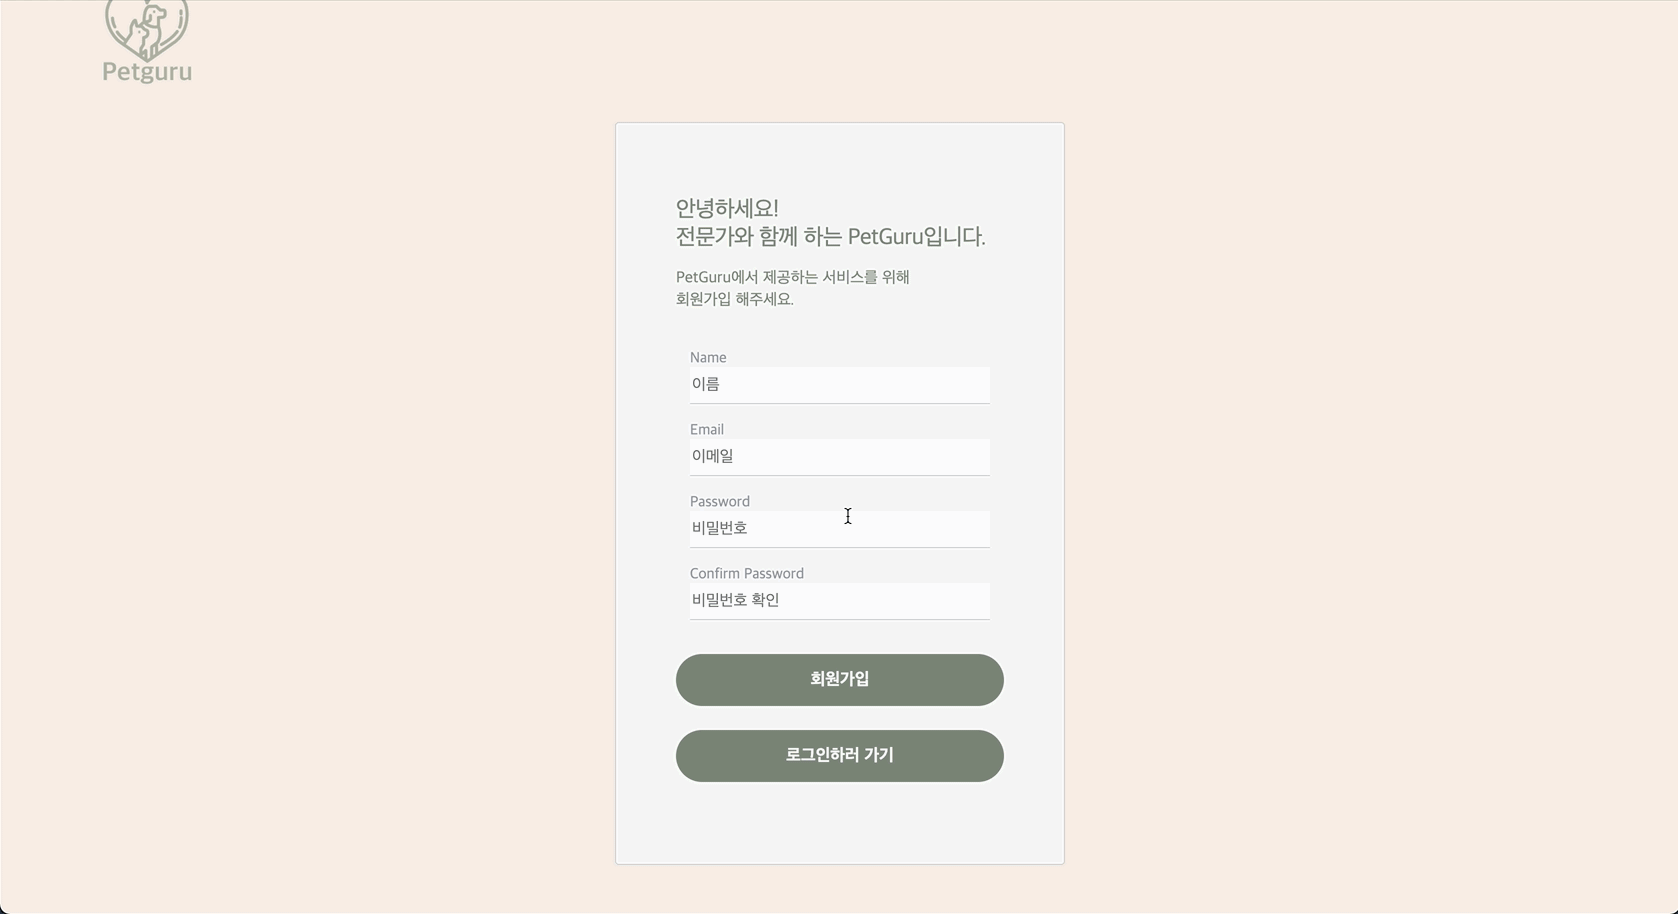 Petguru
안녕하세요!
전문가와 함께 하는 PetGuru입니다.
PetGuru에서 제공하는 서비스를 위해
회원가입 해주세요.
Name
이름
Email
이메일
Password
비밀번호
Confirm Password
비밀번호 확인
회원가입
로그인하러 가기